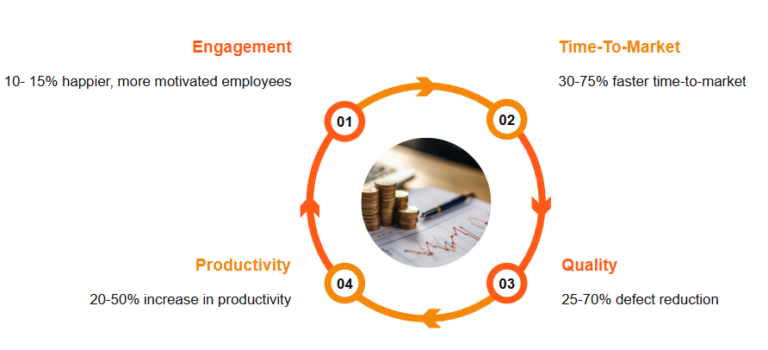 Engagement
10- 15% happier, more motivated employees
01
Time-To-Market
30-75% faster time-to-market
02
Quality
25-70% defect reduction
03
Productivity
20-50% increase in productivity
04